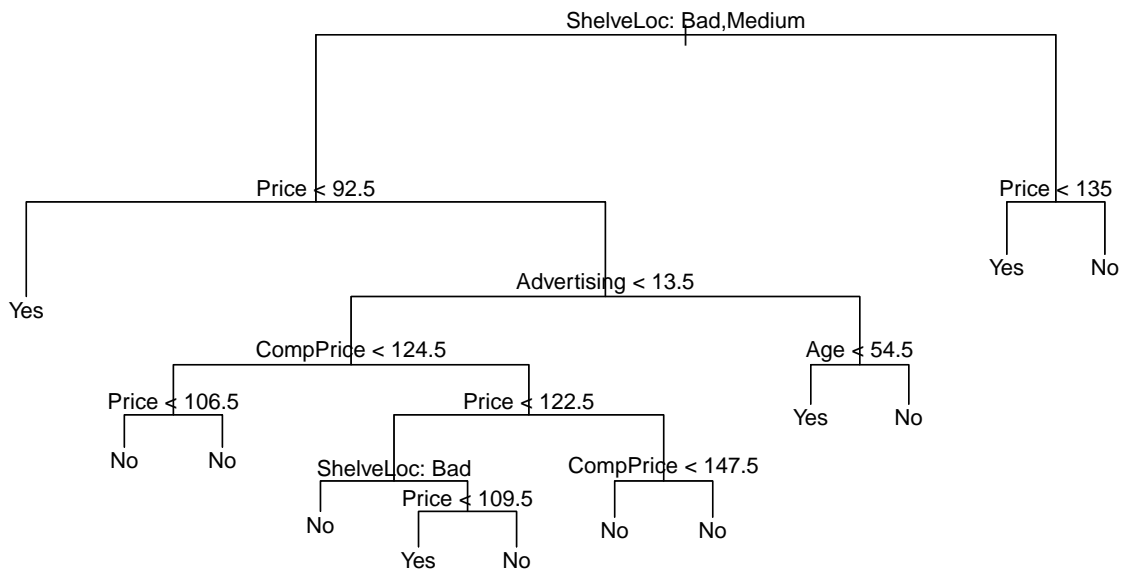 ShelveLoc: Bad,Medium
Price < 92.5
Price < 135
Yes
No
Advertising < 13.5
Yes
CompPrice < 124.5
Age < 54.5
Price < 106.5
Price < 122.5
Yes
No
No
No
ShelveLoc: Bad
CompPrice < 147.5
Price < 109.5
No
No
No
Yes
No